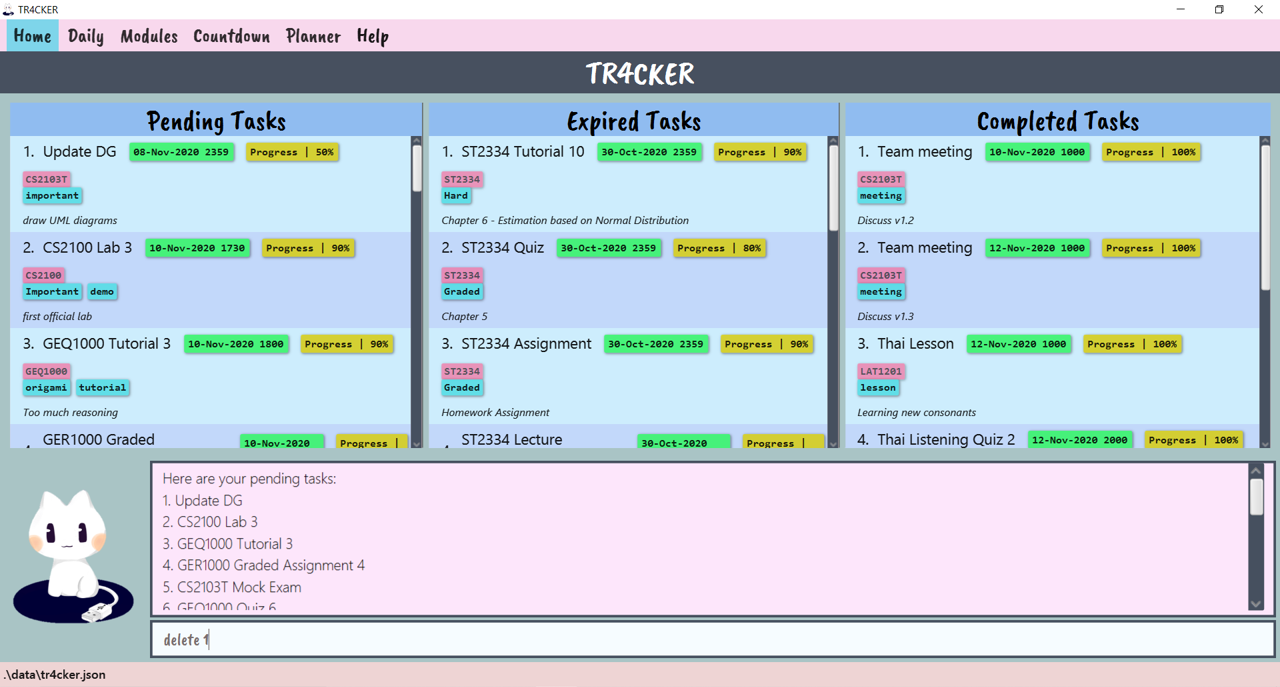 TR4CKER
Home Daily Modules Countdown Planner Help
TR4CKER
Pending Tasks
1. Update DG 08-Nov-2020 2359 Progress | 50%
CS2103T
important
draw UML diagrams
2. CS2100 Lab 3 10-Nov-2020 1730 Progress | 90%
CS2100
Important demo
first official lab
3. GEQ1000 Tutorial 3 10-Nov-2020 1800 Progress | 90%
GEQ1000
origami tutorial
Too much reasoning
GER1000 Graded 10-Nov-2020 Progress |
Expired Tasks
1. ST2334 Tutorial 10 30-Oct-2020 2359 Progress | 90%
ST2334
Hard
Chapter 6 - Estimation based on Normal Distribution
2. ST2334 Quiz 30-Oct-2020 2359 Progress | 80%
ST2334
Graded
Chapter 5
3. ST2334 Assignment 30-Oct-2020 2359 Progress | 90%
ST2334
Graded
Homework Assignment
ST2334 Lecture 30-Oct-2020 Progress |
Completed Tasks
1. Team meeting 10-Nov-2020 1000 Progress | 100%
CS2103T
meeting
Discuss v1.2
2. Team meeting 12-Nov-2020 1000 Progress | 100%
CS2103T
meeting
Discuss v1.3
3. Thai Lesson 12-Nov-2020 1000 Progress | 100%
LAT1201
lesson
Learning new consonants
4. Thai Listening Quiz 2 12-Nov-2020 2000 Progress | 100%
Here are your pending tasks:
1. Update DG
2. CS2100 Lab 3
3. GEQ1000 Tutorial 3
4. GER1000 Graded Assignment 4
5. CS2103T Mock Exam
6. GEQ1000 Quiz 6
delete 1
.\data\tr4cker.json